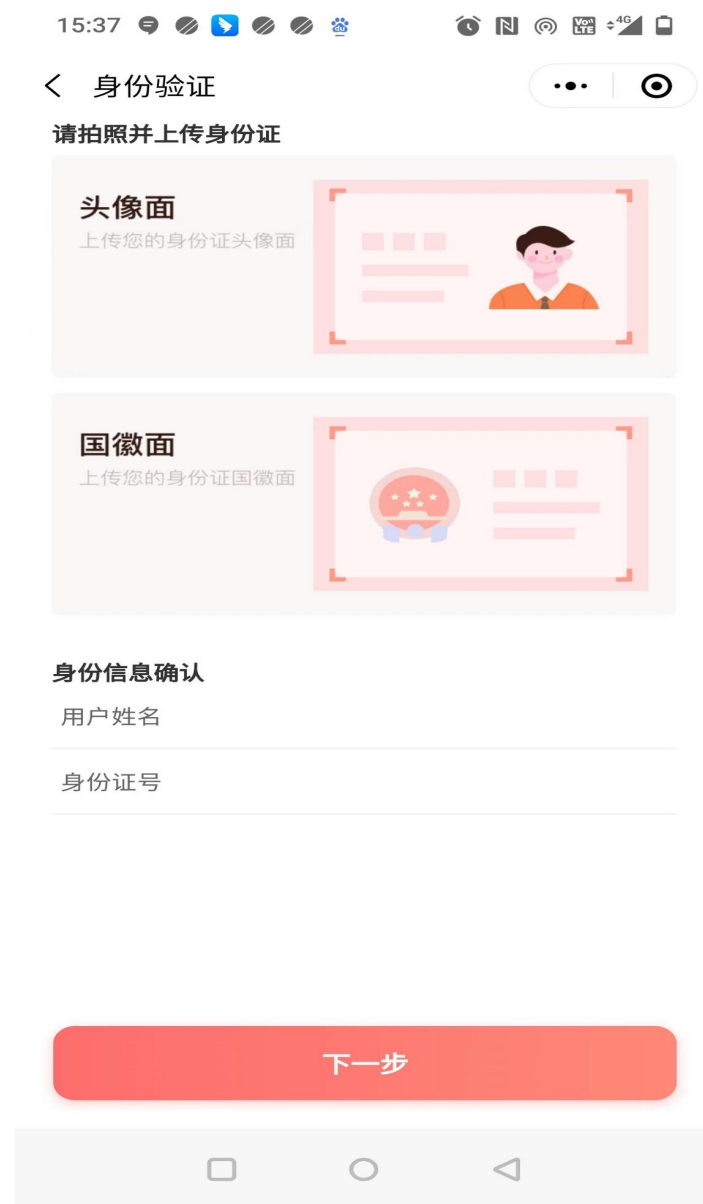 15:37
VoLTE
4G
身份验证
请拍照并上传身份证
头像面
上传您的身份证头像面
国徽面
上传您的身份证国徽面
身份信息确认
用户姓名
身份证号
下一步